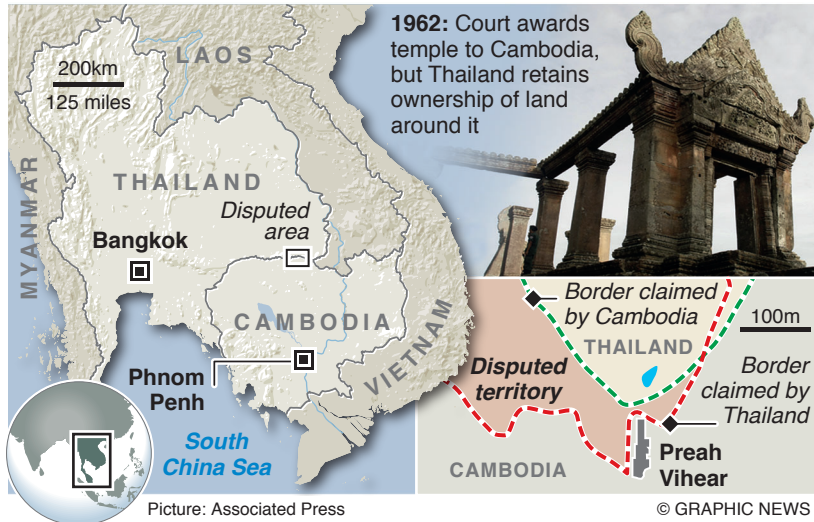 1962: Court awards
temple to Cambodia,
but Thailand retains
ownership of land
around it
200km
125 miles
LAOS
MYANMAR
THAILAND
Disputed
area
Bangkok
CAMBODIA
VIETNAM
Phnom
Penh
South
China Sea
Border claimed
by Cambodia
100m
THAILAND
Disputed
territory
Border
claimed by
Thailand
CAMBODIA
Preah
Vihear
Picture: Associated Press
© GRAPHIC NEWS